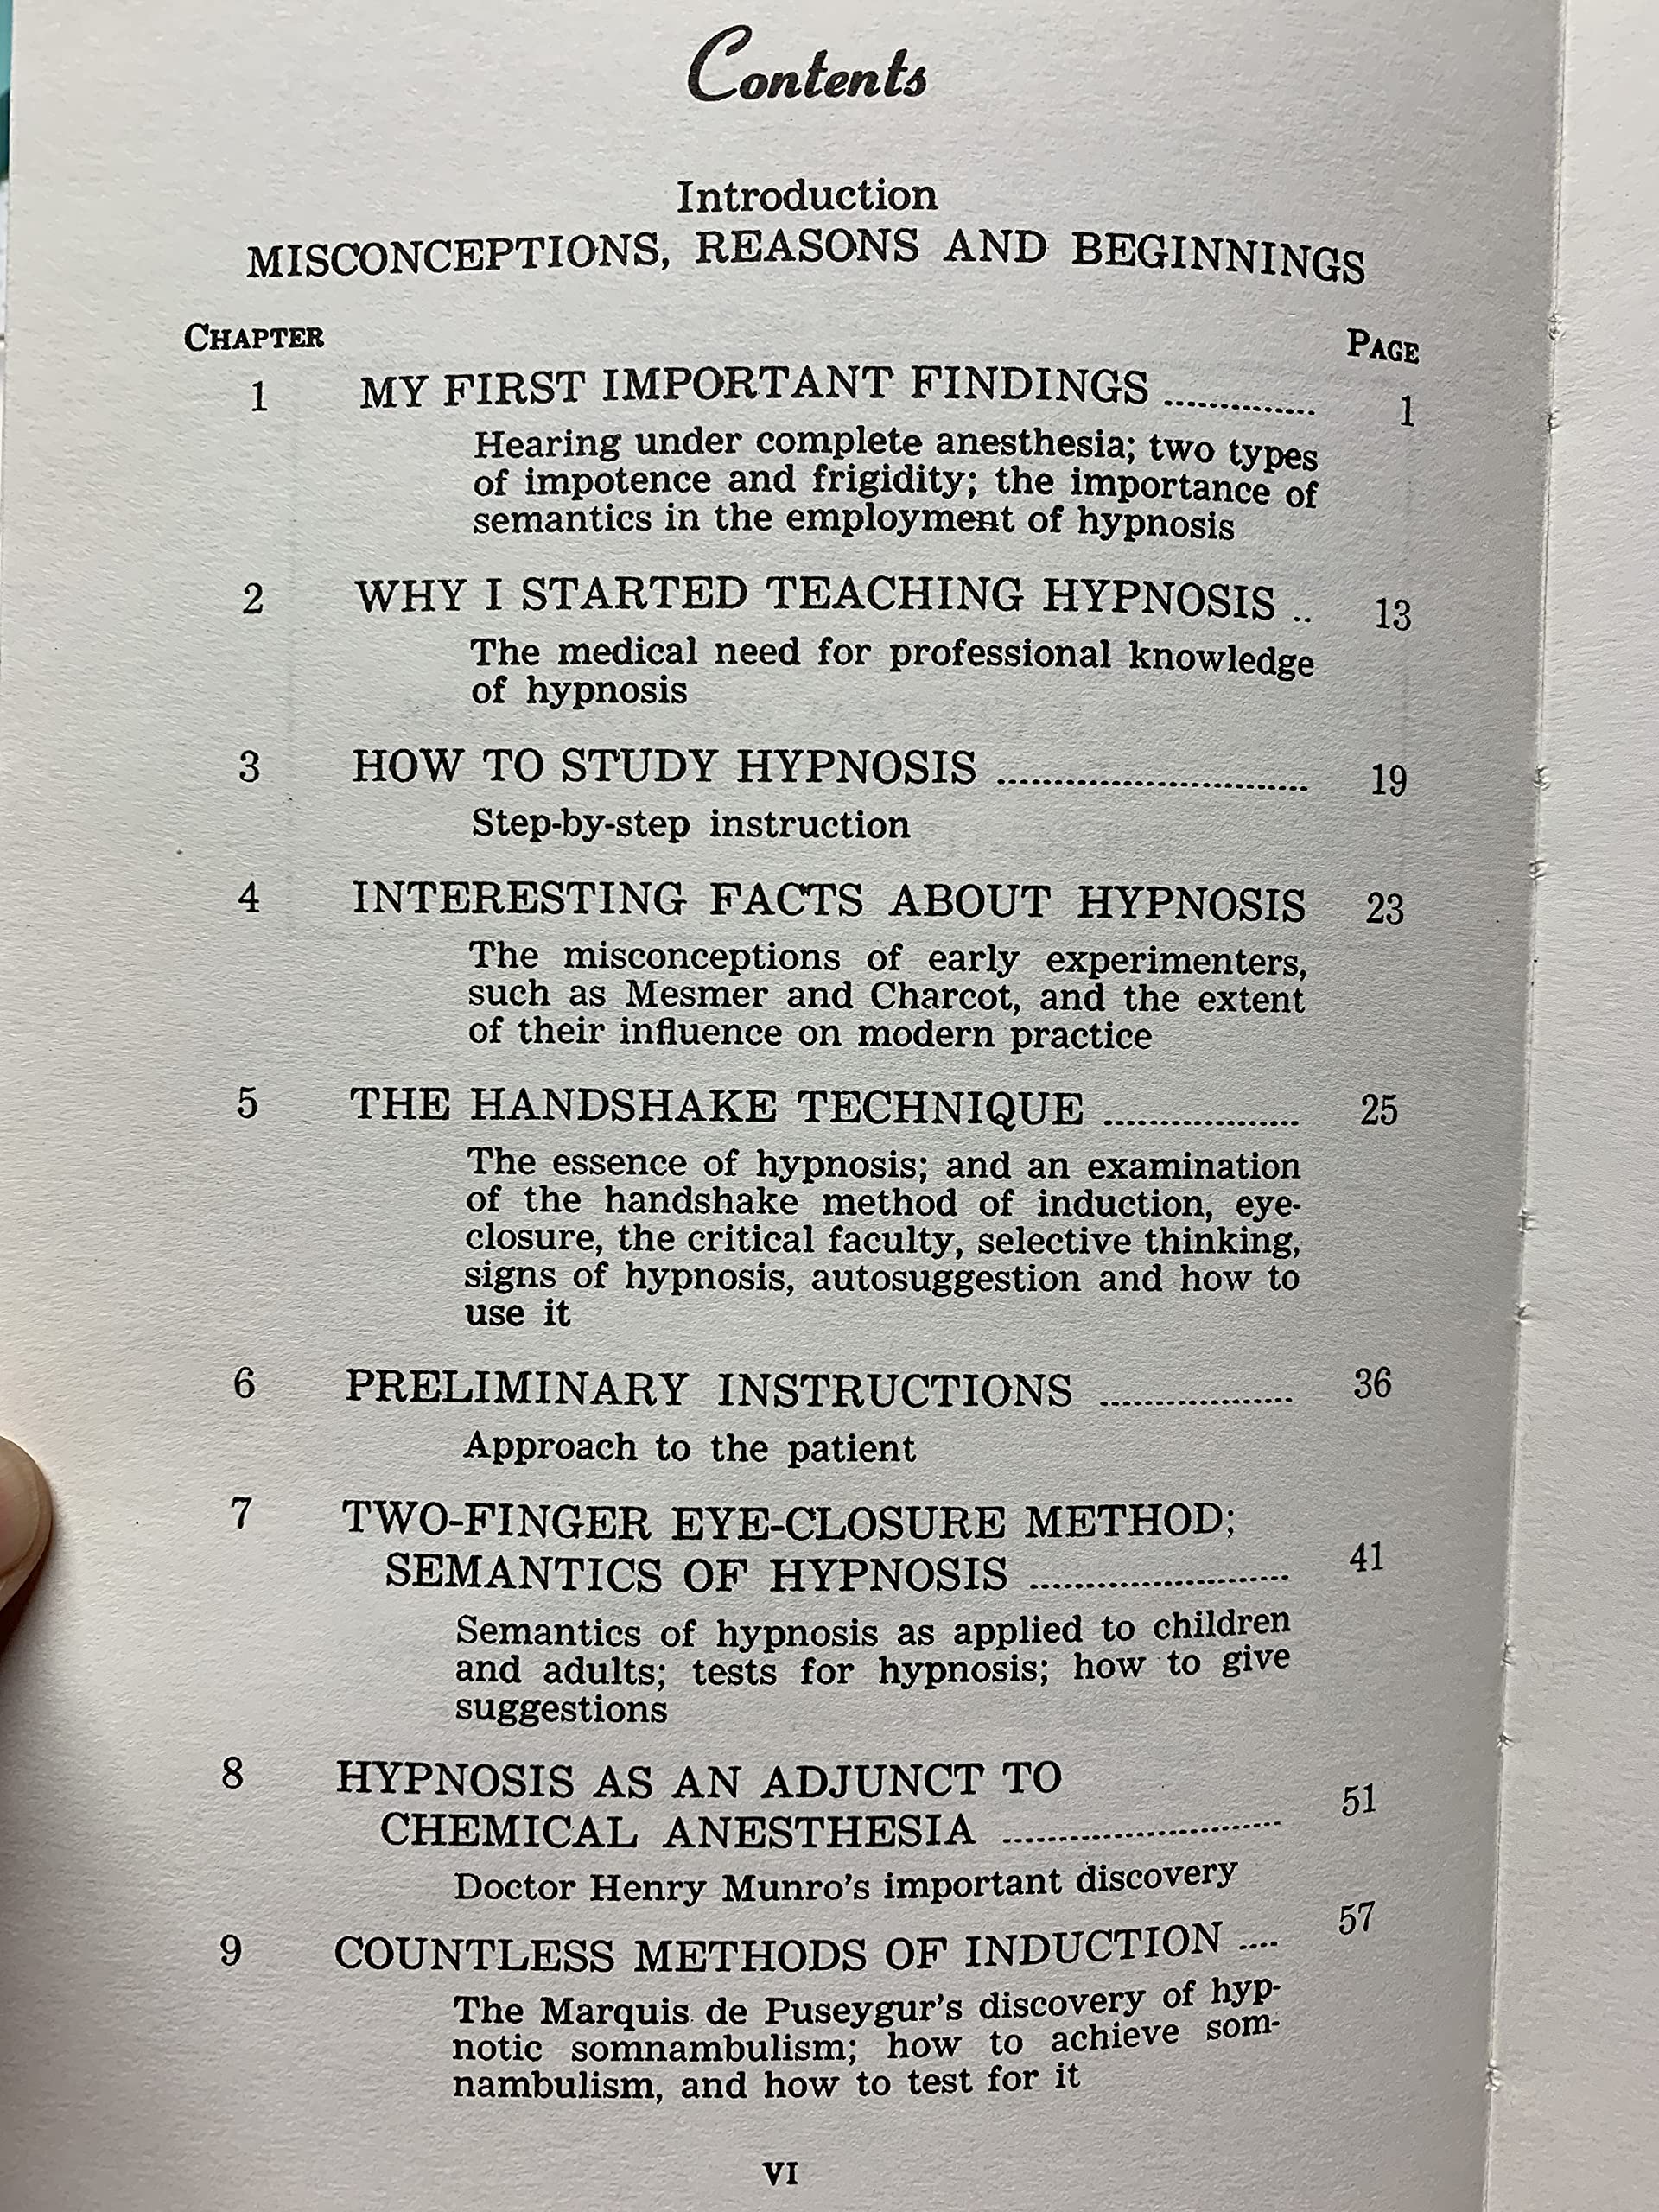 Contents
Introduction
MISCONCEPTIONS, REASONS AND BEGINNINGS
CHAPTER PAGE
1 MY FIRST IMPORTANT FINDINGS .............. 1
Hearing under complete anesthesia; two types
of impotence and frigidity; the importance of
semantics in the employment of hypnosis
2 WHY I STARTED TEACHING HYPNOSIS .. 13
The medical need for professional knowledge
of hypnosis
3 HOW TO STUDY HYPNOSIS ............................ 19
Step-by-step instruction
4 INTERESTING FACTS ABOUT HYPNOSIS 23
The misconceptions of early experimenters,
such as Mesmer and Charcot, and the extent
of their influence on modern practice
5 THE HANDSHAKE TECHNIQUE .................. 25
The essence of hypnosis; and an examination
of the handshake method of induction, eye-
closure, the critical faculty, selective thinking,
signs of hypnosis, autosuggestion and how to
use it
6 PRELIMINARY INSTRUCTIONS .................. 36
Approach to the patient
7 TWO-FINGER EYE-CLOSURE METHOD;
SEMANTICS OF HYPNOSIS ........................ 41
Semantics of hypnosis as applied to children
and adults; tests for hypnosis; how to give
suggestions
8 HYPNOSIS AS AN ADJUNCT TO
CHEMICAL ANESTHESIA ......................... 51
Doctor Henry Munro's important discovery
9 COUNTLESS METHODS OF INDUCTION .... 57
The Marquis de Puseygur's discovery of hyp-
notic somnambulism; how to achieve som-
nambulism, and how to test for it
VI